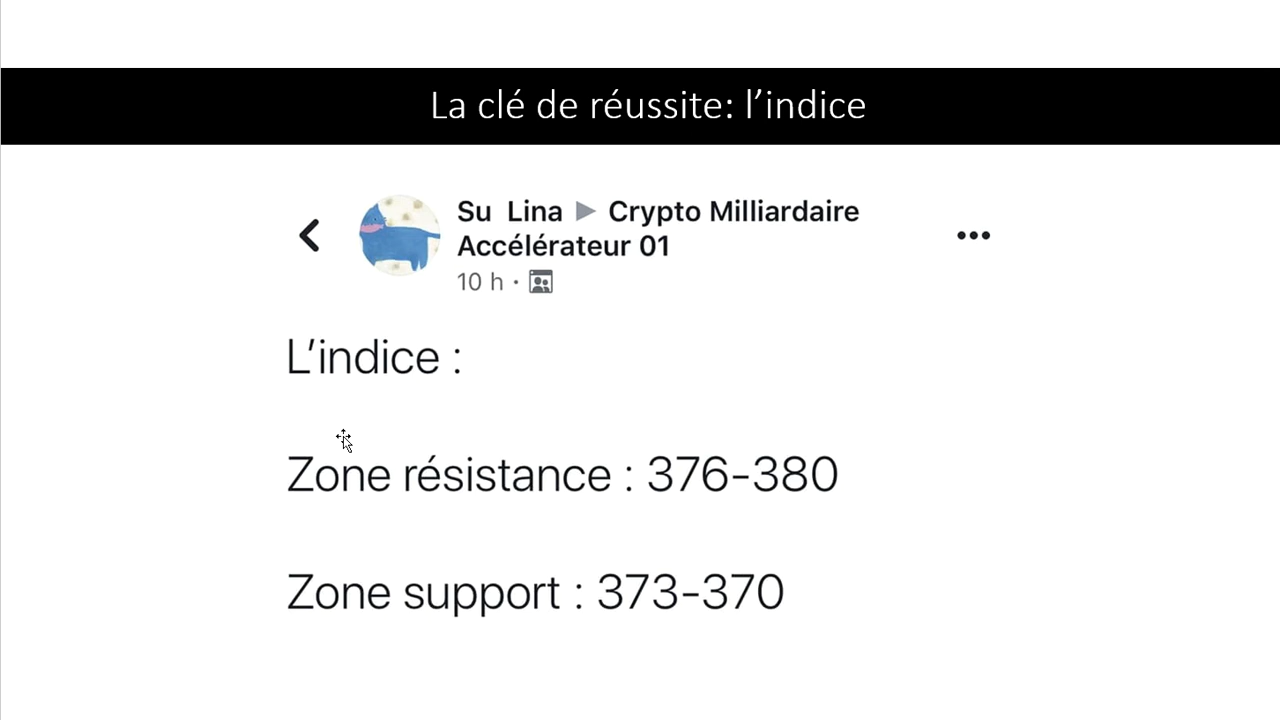 La clé de réussite: l’indice
Su Lina ▶ Crypto Milliardaire
Accélérateur 01
10 h ·
L’indice :
Zone résistance : 376-380
Zone support : 373-370